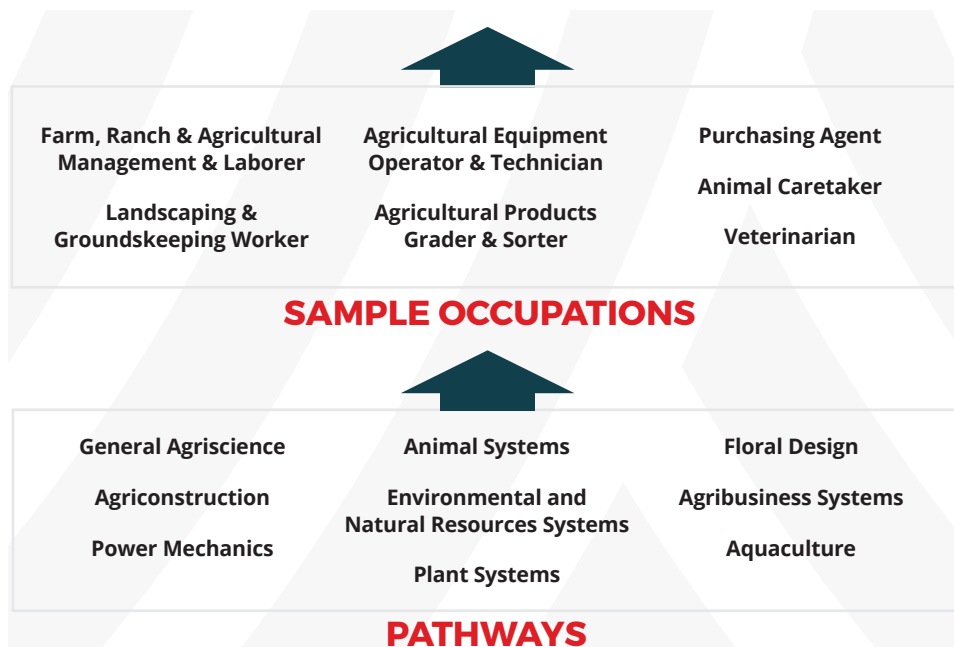 Farm, Ranch & Agricultural
Management & Laborer
Landscaping &
Groundskeeping Worker
Agricultural Equipment
Operator & Technician
Agricultural Products
Grader & Sorter
Purchasing Agent
Animal Caretaker
Veterinarian
SAMPLE OCCUPATIONS
General Agriscience
Agriconstruction
Power Mechanics
Animal Systems
Environmental and
Natural Resources Systems
Plant Systems
Floral Design
Agribusiness Systems
Aquaculture
PATHWAYS